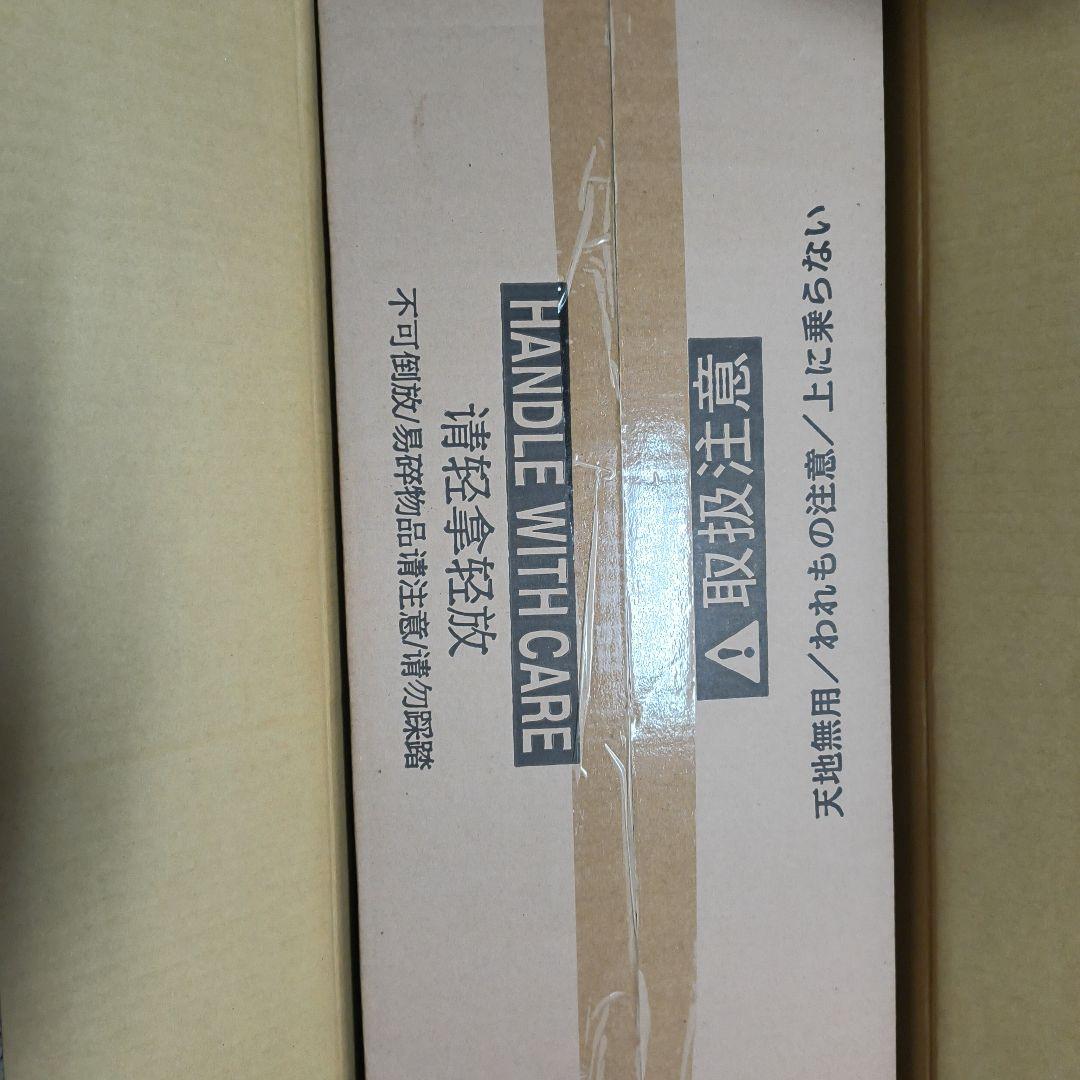 HANDLE WITH CARE
请轻拿轻放
不可倒放/易碎物品请注意/请勿踩踏
取扱注意
天地無用/われもの注意/上に乗らない